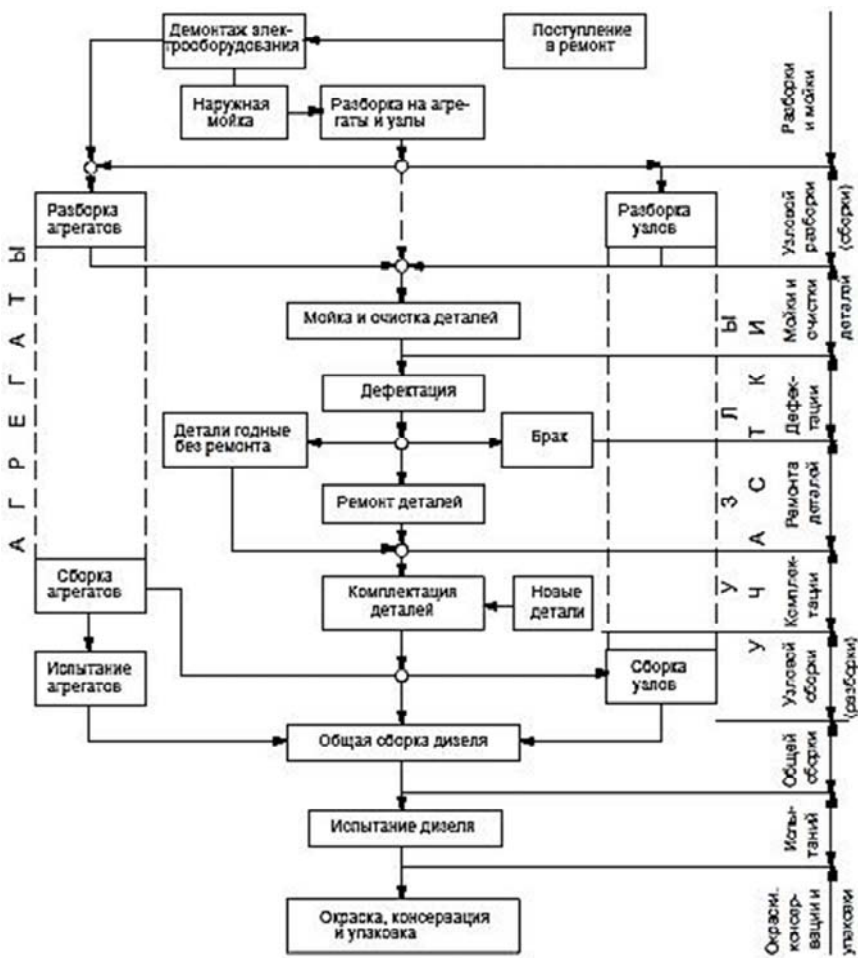 Демонтаж элек-
трооборудования
Поступление
в ремонт
Наружная
мойка
Разборка на агре-
гаты и узлы
Разборка
агрегатов
Разборка
узлов
Мойка и очистка деталей
Дефектация
Детали годные
без ремонта
Брак
Ремонт деталей
Сборка
агрегатов
Комплектация
деталей
Новые
детали
Испытание
агрегатов
Сборка
узлов
Общая сборка дизеля
Испытание дизеля
Окраска, консервация
и упаковка
АГРЕГАТЫ
УЗЛЫ
УЧАСТКИ
Разборки
и мойки
Узловой
разборки
(сборки)
Мойки и
очистки
деталей
Дефек-
тации
Ремонта
деталей
Комплек-
тации
Узловой
сборки
(разборки)
Общей
сборки
Испы-
таний
Окраски,
консер-
вации и
упаковки